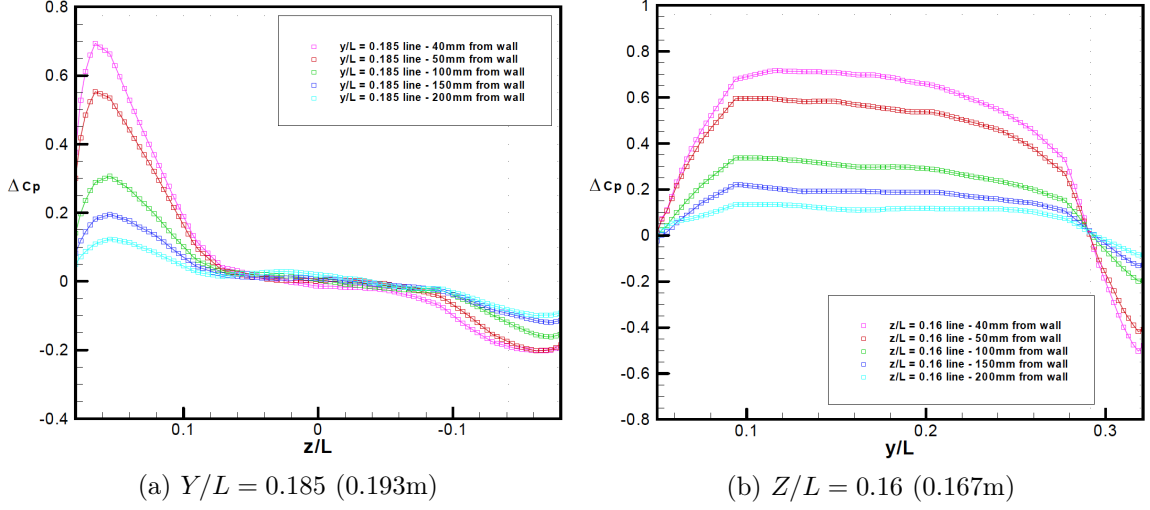 0.8
0.6
0.4
0.2
0
-0.2
-0.4
Δ Cp
y/L = 0.185 line - 40mm from wall
y/L = 0.185 line - 50mm from wall
y/L = 0.185 line - 100mm from wall
y/L = 0.185 line - 150mm from wall
y/L = 0.185 line - 200mm from wall
0.1
0
-0.1
z/L
(a) Y/L = 0.185 (0.193m)
1
0.8
0.6
0.4
0.2
0
-0.2
-0.4
-0.6
-0.8
Δ Cp
z/L = 0.16 line - 40mm from wall
z/L = 0.16 line - 50mm from wall
z/L = 0.16 line - 100mm from wall
z/L = 0.16 line - 150mm from wall
z/L = 0.16 line - 200mm from wall
0.1
0.2
0.3
y/L
(b) Z/L = 0.16 (0.167m)